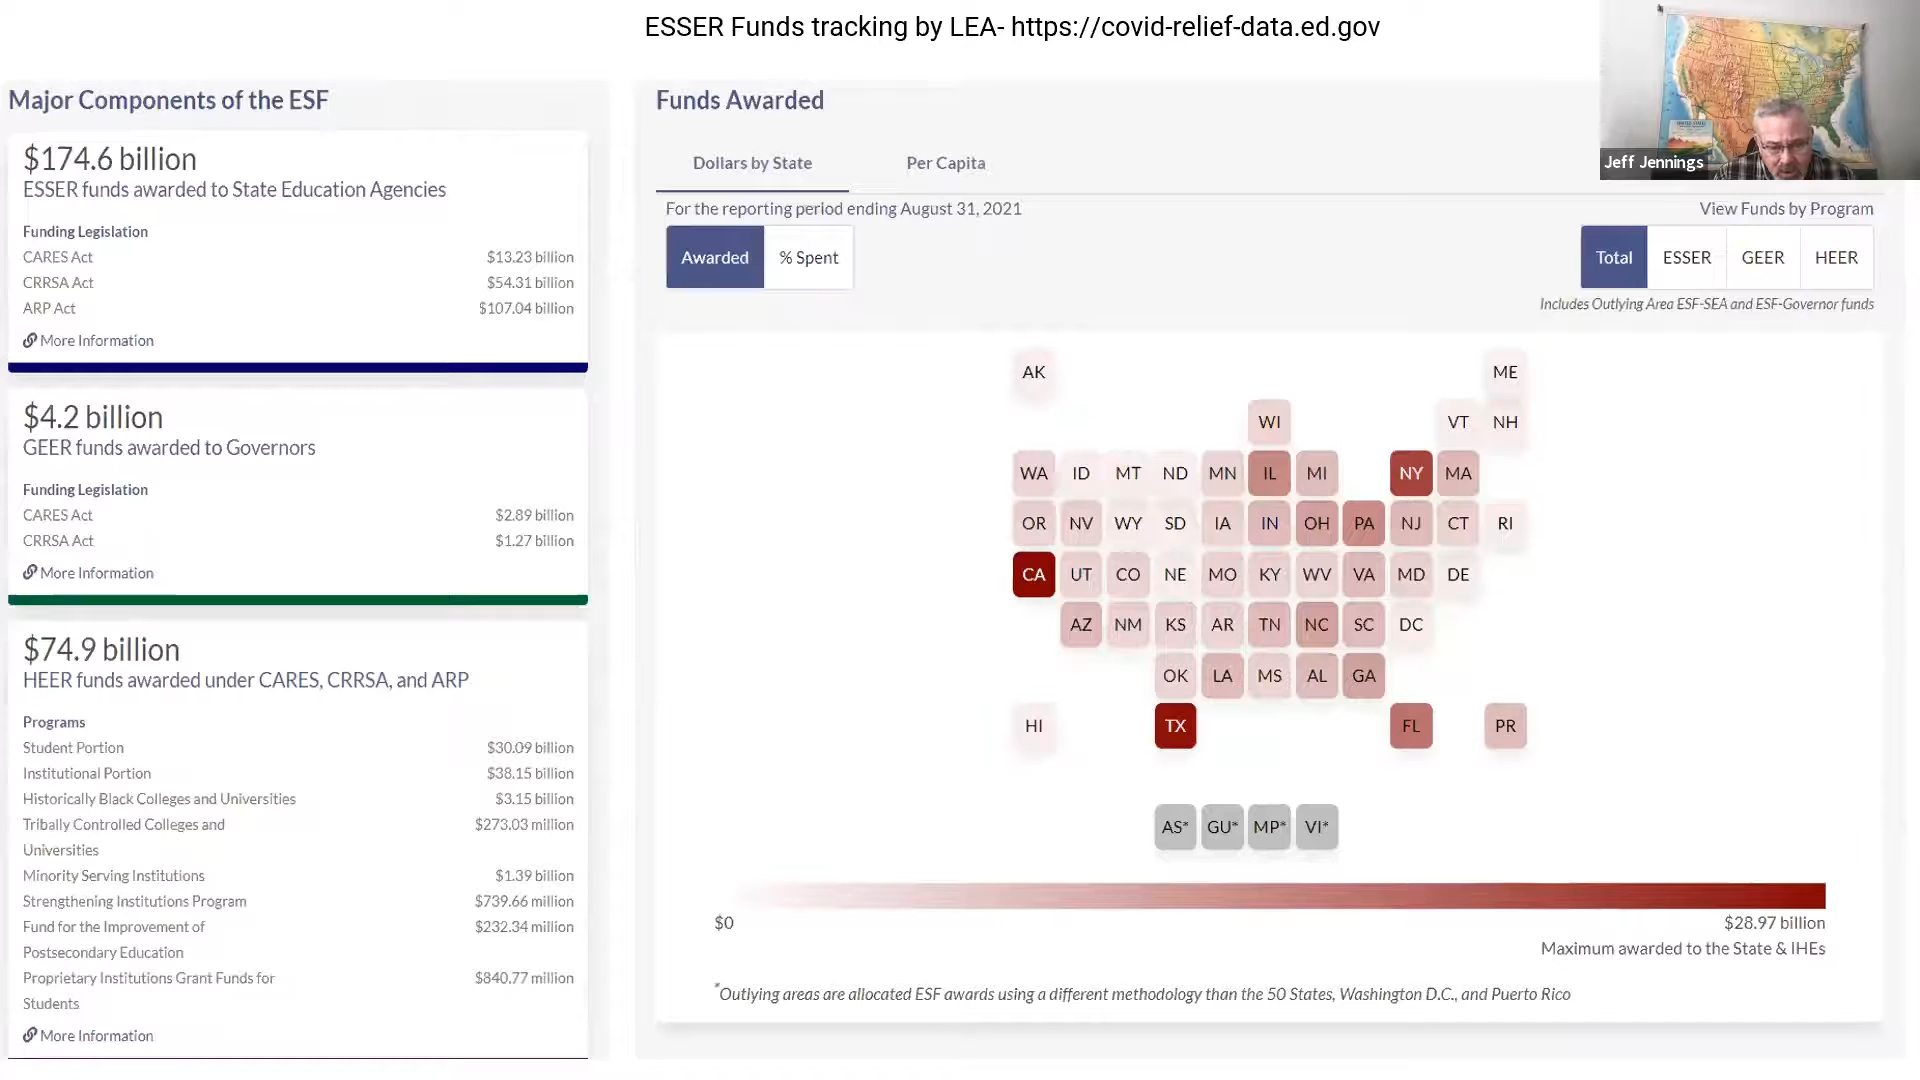 ESSER Funds tracking by LEA- https://covid-relief-data.ed.gov
Jeff Jennings
Major Components of the ESF
$174.6 billion
ESSER funds awarded to State Education Agencies
Funding Legislation
CARES Act $13.23 billion
CRRSA Act $54.31 billion
ARP Act $107.04 billion
More Information
$4.2 billion
GEER funds awarded to Governors
Funding Legislation
CARES Act $2.89 billion
CRRSA Act $1.27 billion
More Information
$74.9 billion
HEER funds awarded under CARES, CRRSA, and ARP
Programs
Student Portion $30.09 billion
Institutional Portion $38.15 billion
Historically Black Colleges and Universities $3.15 billion
Tribally Controlled Colleges and $273.03 million
Universities
Minority Serving Institutions $1.39 billion
Strengthening Institutions Program $739.66 million
Fund for the Improvement of $232.34 million
Postsecondary Education
Proprietary Institutions Grant Funds for $840.77 million
Students
More Information
Funds Awarded
Dollars by State Per Capita
For the reporting period ending August 31, 2021 View Funds by Program
Awarded % Spent Total ESSER GEER HEER
Includes Outlying Area ESF-SEA and ESF-Governor funds
AK ME
WI VT NH
WA ID MT ND MN IL MI NY MA
OR NV WY SD IA IN OH PA NJ CT RI
CA UT CO NE MO KY WV VA MD DE
AZ NM KS AR TN NC SC DC
OK LA MS AL GA
HI TX FL PR
AS* GU* MP* VI*
$0 $28.97 billion
Maximum awarded to the State & IHEs
*Outlying areas are allocated ESF awards using a different methodology than the 50 States, Washington D.C., and Puerto Rico